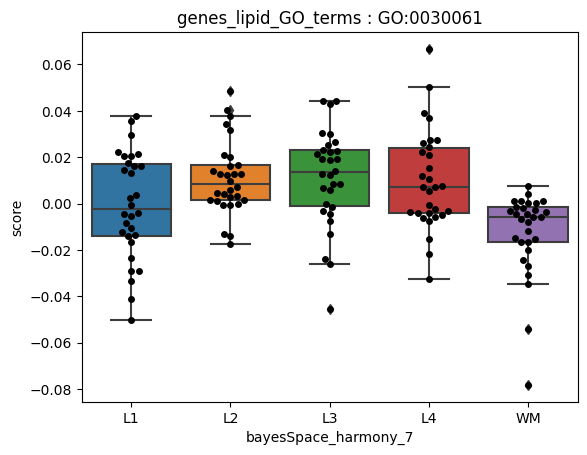 genes_lipid_GO_terms : GO:0030061
0.06
0.04
0.02
0.00
−0.02
−0.04
−0.06
−0.08
score
L1 L2 L3 L4 WM
bayesSpace_harmony_7